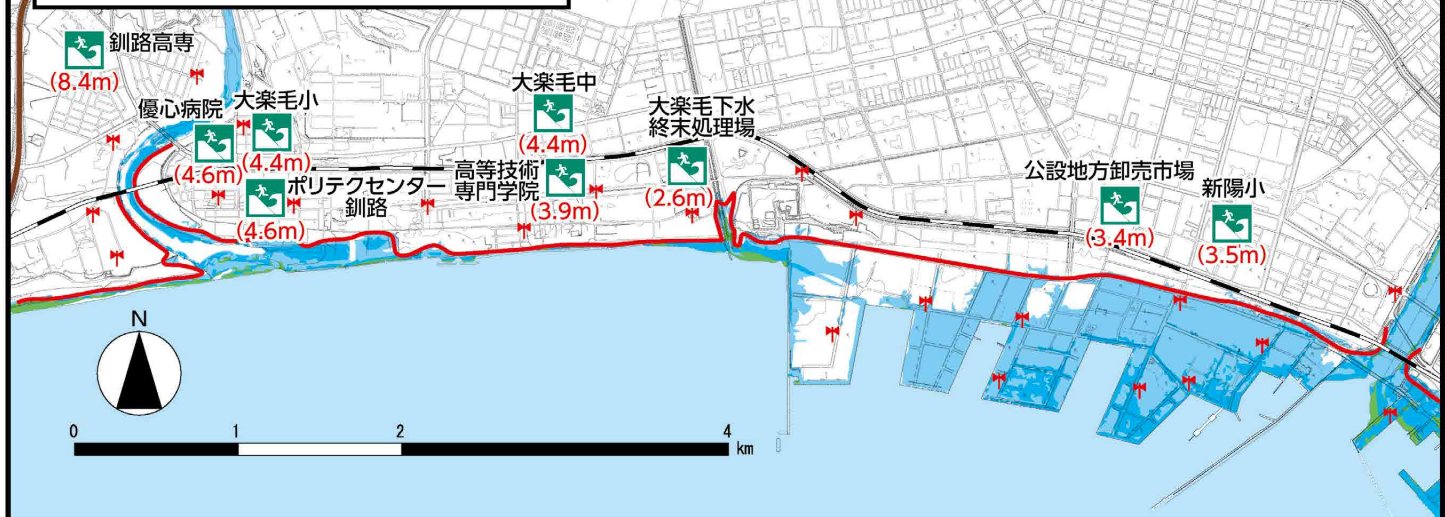 釧路高専
(8.4m)
優心病院
(4.6m)
大楽毛小
(4.4m)
ポリテクセンター
釧路
(4.6m)
大楽毛中
(4.4m)
高等技術
専門学院
(3.9m)
大楽毛下水
終末処理場
(2.6m)
公設地方卸売市場
(3.4m)
新陽小
(3.5m)
N
0 1 2 4
km